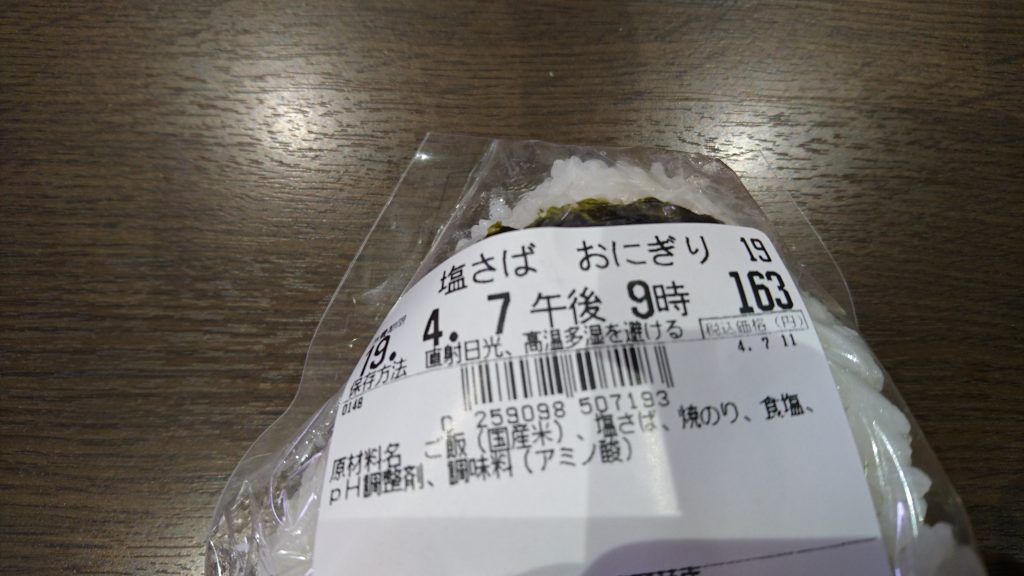 塩さば おにぎり 19
19. 4. 7 午後 9時 163
保存方法 直射日光、高温多湿を避ける 税込価格(円)
0148 4. 7 11
259098 507193
原材料名 ご飯(国産米)、塩さば、焼のり、食塩、
pH調整剤、調味料(アミノ酸)